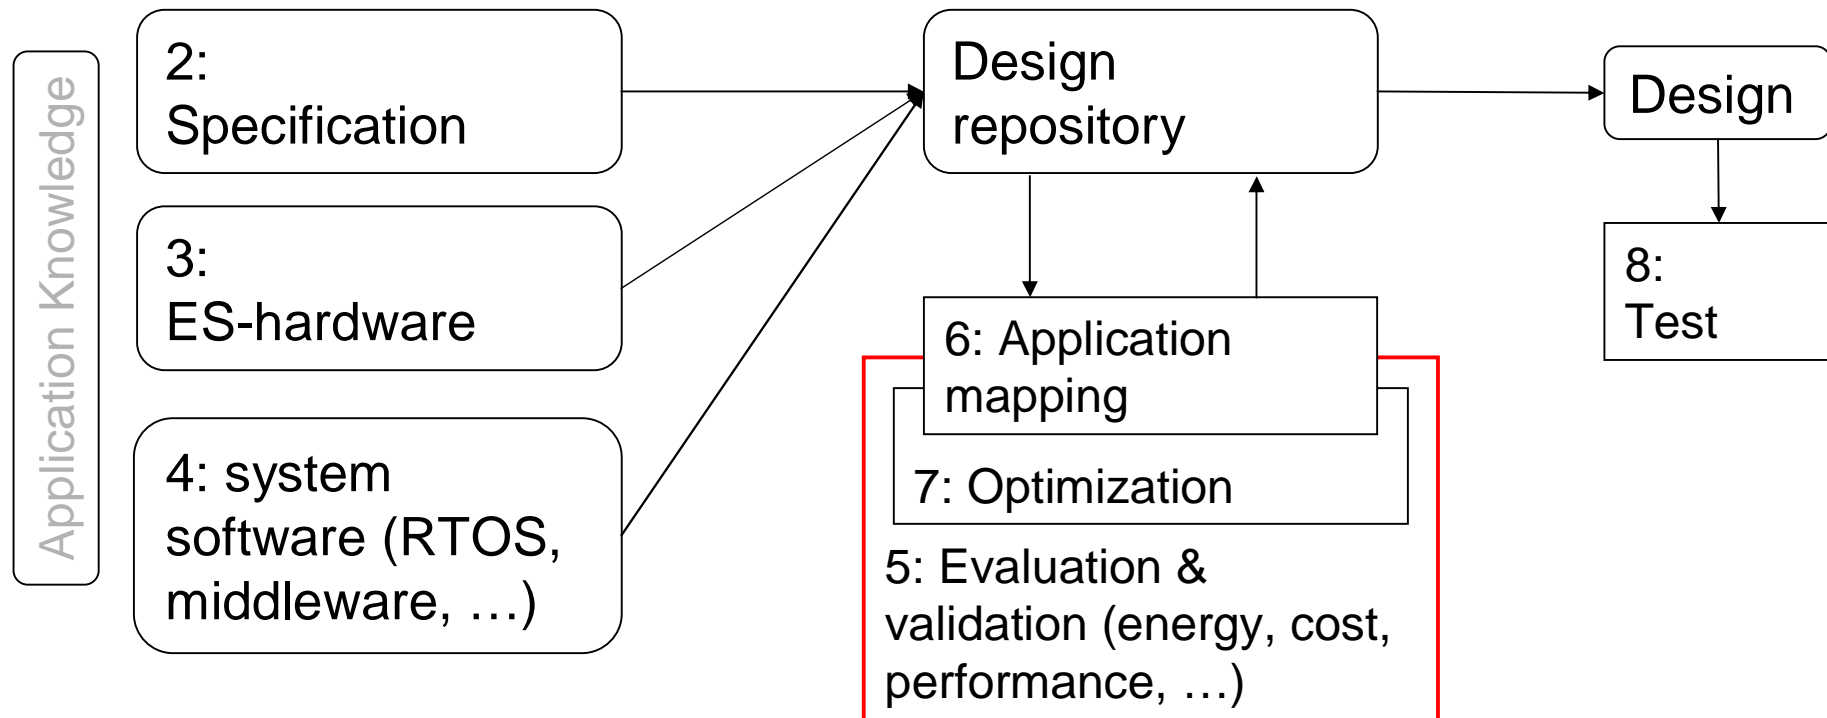 Application Knowledge
2:
Specification
3:
ES-hardware
4: system
software (RTOS,
middleware, …)
Design
repository
6: Application
mapping
7: Optimization
5: Evaluation &
validation (energy, cost,
performance, …)
Design
8:
Test